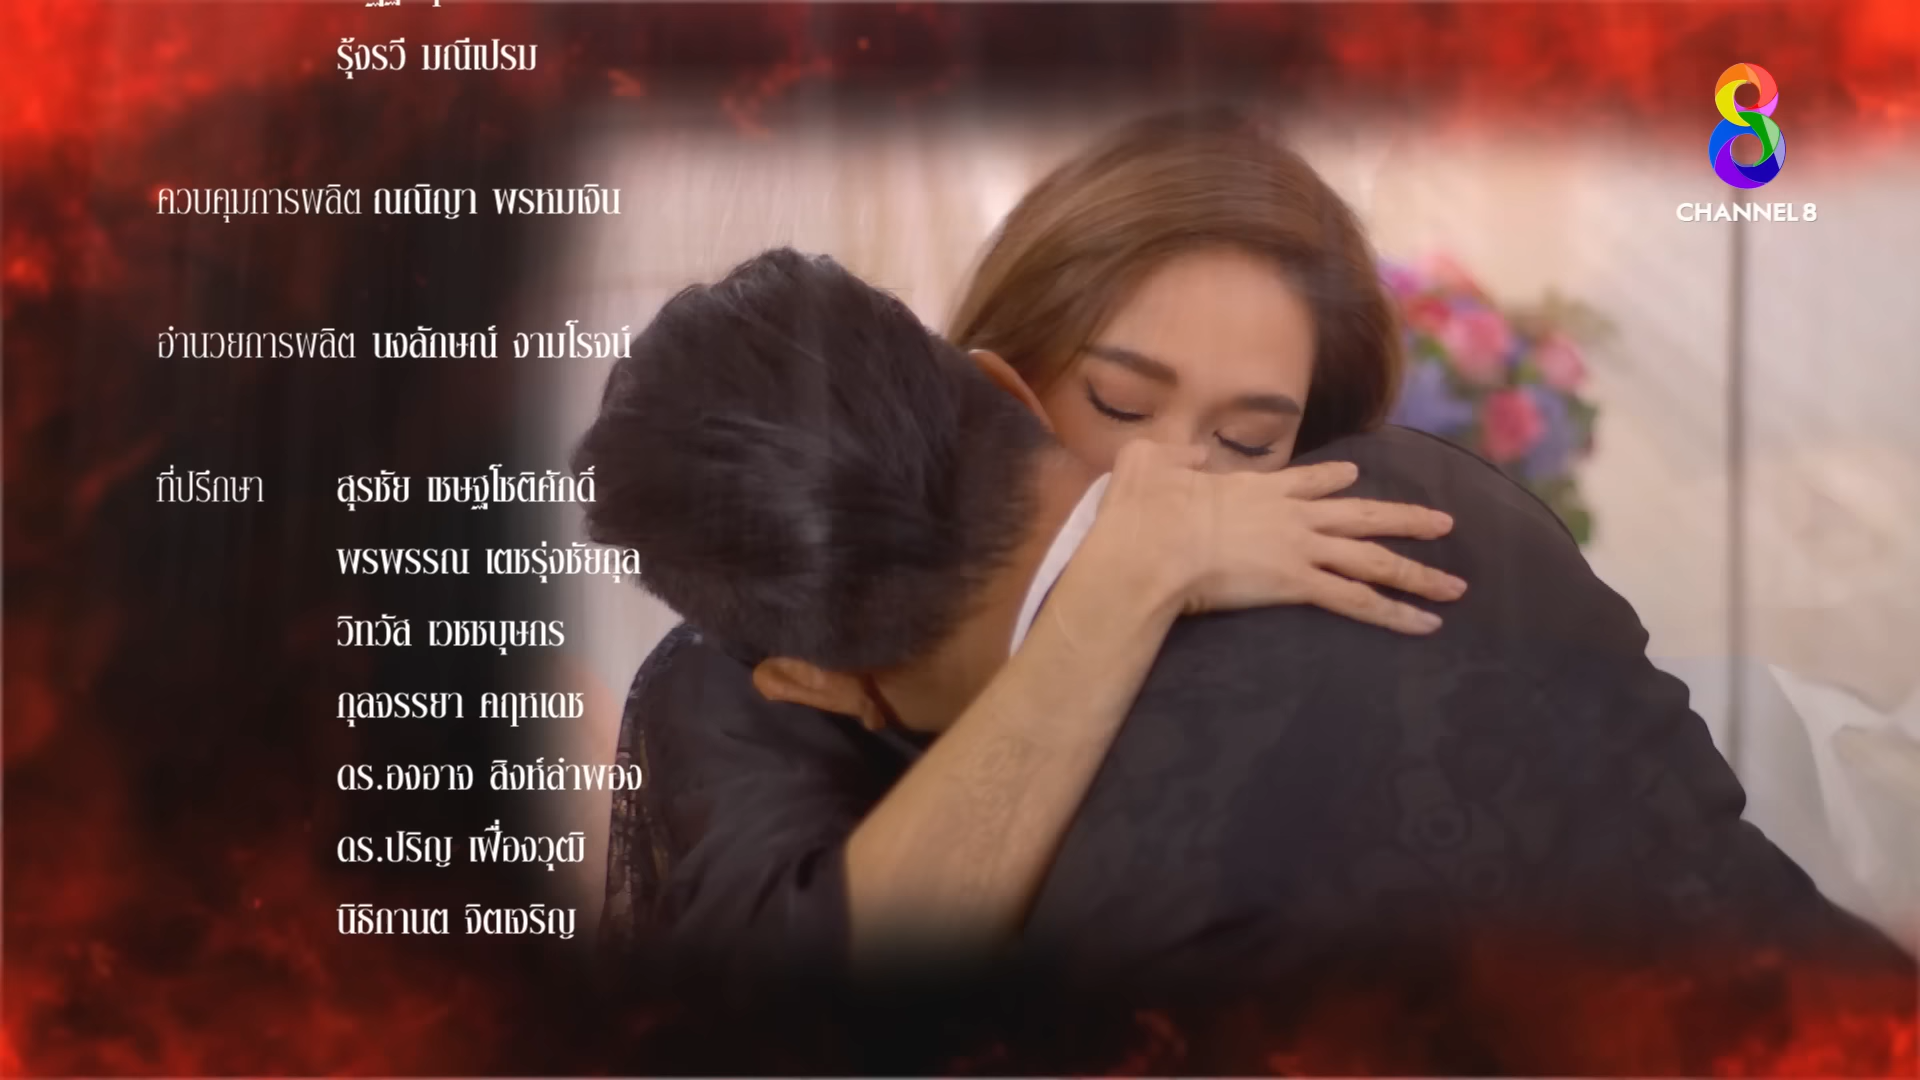 รุ้งรวี มณีเปรม
ควบคุมการผลิต ณณิญา พรหมเงิน
อำนวยการผลิต นงลักษณ์ งามโรจน์
ที่ปรึกษา สุรชัย เชษฐโชติศักดิ์
พรพรรณ เตชรุ่งชัยกุล
วิทวัส เวชชบุษกร
กุลจรรยา คฤหเดช
ดร.องอาจ สิงห์ลำพอง
ดร.ปริญ เฟื่องวุฒิ
นิธิกานต จิตเจริญ
CHANNEL 8